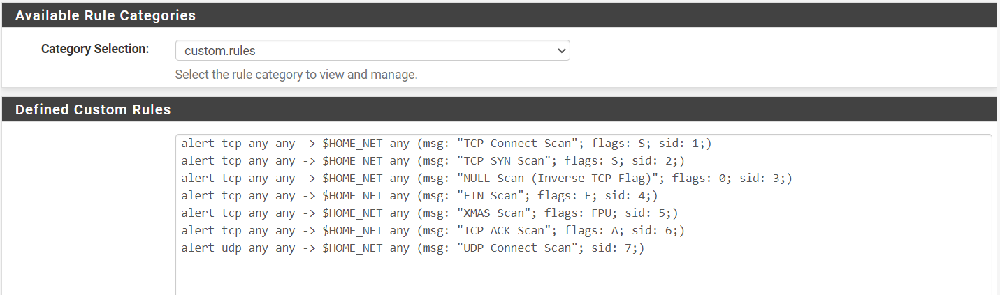 Available Rule Categories
Category Selection: custom.rules
Select the rule category to view and manage.
Defined Custom Rules
alert tcp any any -> $HOME_NET any (msg: "TCP Connect Scan"; flags: S; sid: 1;)
alert tcp any any -> $HOME_NET any (msg: "TCP SYN Scan"; flags: S; sid: 2;)
alert tcp any any -> $HOME_NET any (msg: "NULL Scan (Inverse TCP Flag)"; flags: 0; sid: 3;)
alert tcp any any -> $HOME_NET any (msg: "FIN Scan"; flags: F; sid: 4;)
alert tcp any any -> $HOME_NET any (msg: "XMAS Scan"; flags: FPU; sid: 5;)
alert tcp any any -> $HOME_NET any (msg: "TCP ACK Scan"; flags: A; sid: 6;)
alert udp any any -> $HOME_NET any (msg: "UDP Connect Scan"; sid: 7;)